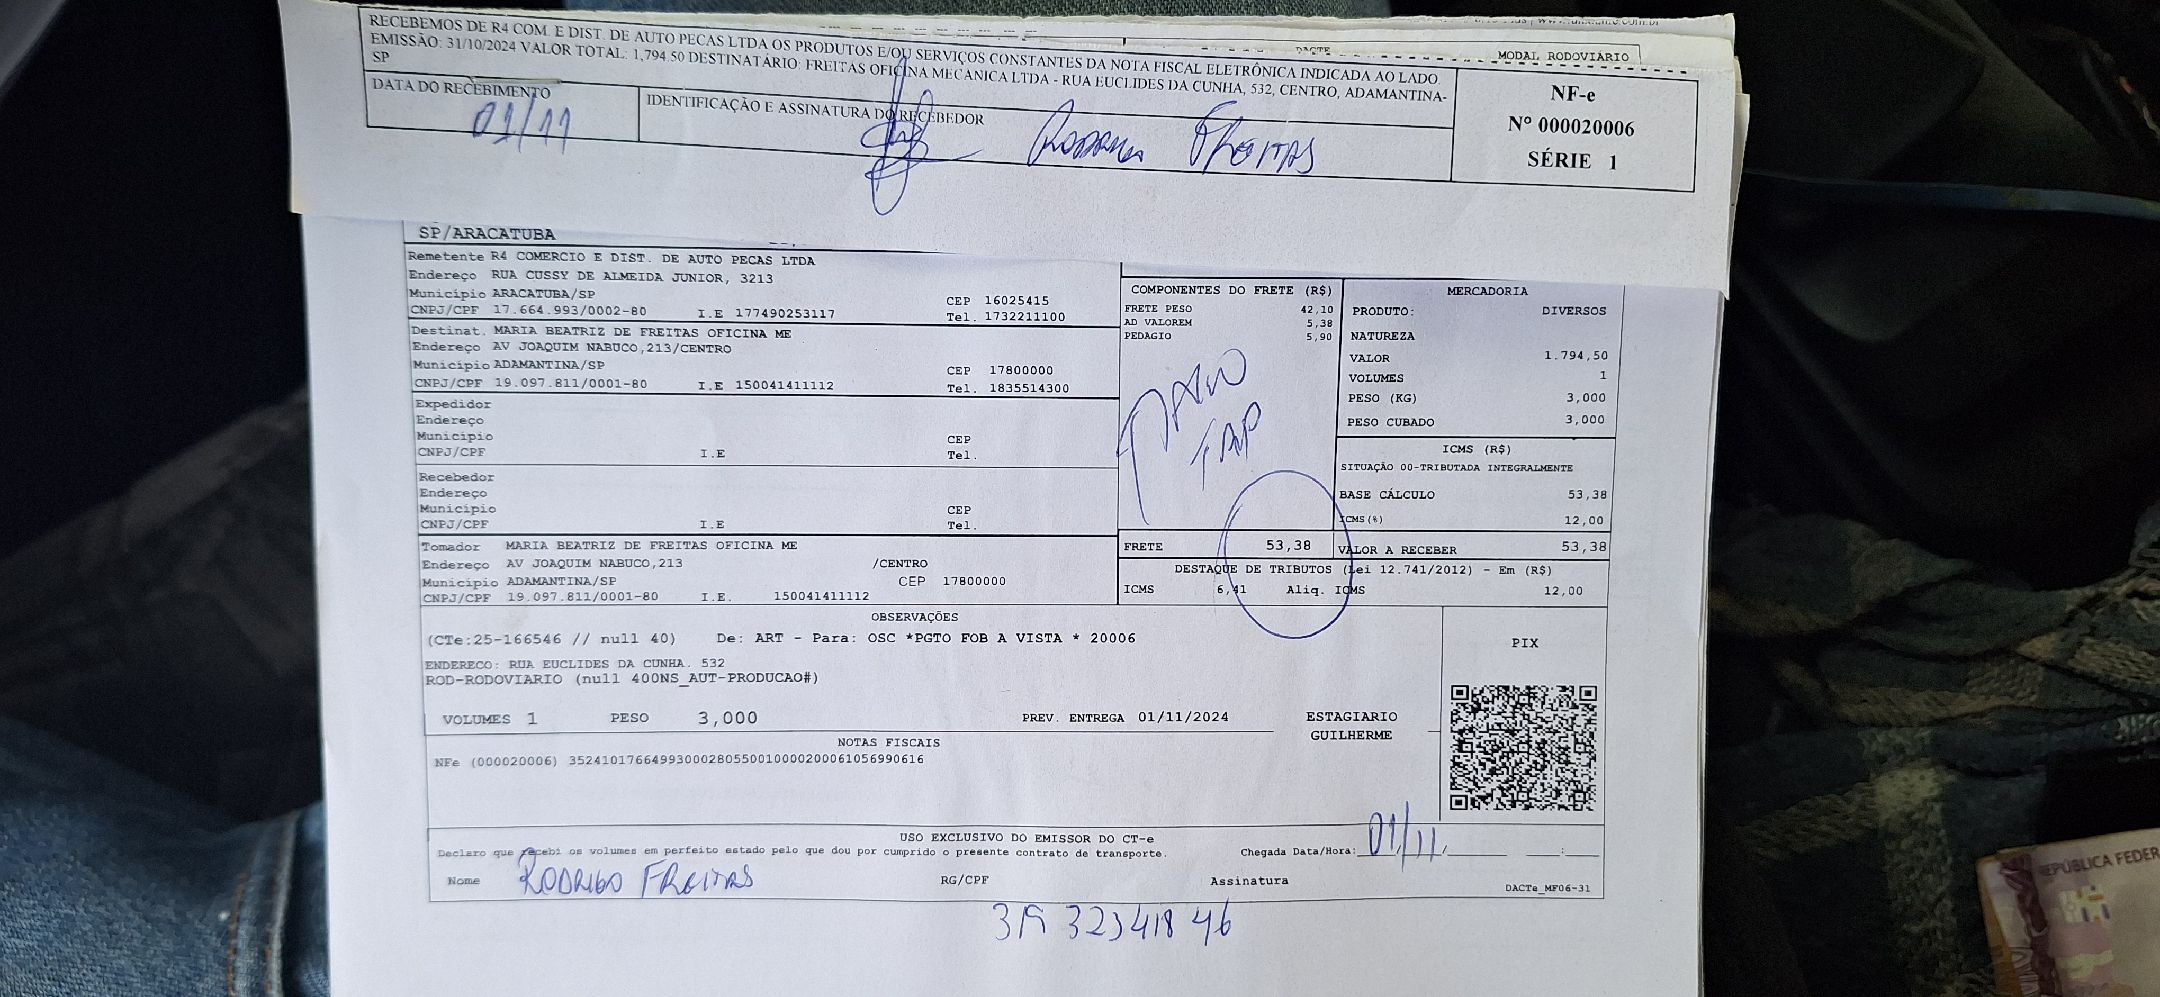 MODAL RODOVIÁRIO
RECEBEMOS DE R4 COM. E DIST. DE AUTO PECAS LTDA OS PRODUTOS E/OU SERVIÇOS CONSTANTES DA NOTA FISCAL ELETRÔNICA INDICADA AO LADO.
EMISSÃO: 31/10/2024 VALOR TOTAL: 1,794.50 DESTINATÁRIO: FREITAS OFICINA MECANICA LTDA - RUA EUCLIDES DA CUNHA, 532, CENTRO, ADAMANTINA-
SP
DATA DO RECEBIMENTO
01/11
IDENTIFICAÇÃO E ASSINATURA DO RECEBEDOR
RODRIGO FREITAS
NF-e
Nº 000020006
SÉRIE 1
SP/ARACATUBA
Remetente R4 COMERCIO E DIST. DE AUTO PECAS LTDA
Endereço RUA CUSSY DE ALMEIDA JUNIOR, 3213
Município ARACATUBA/SP CEP 16025415
CNPJ/CPF 17.664.993/0002-80 I.E 177490253117 Tel. 1732211100
Destinat. MARIA BEATRIZ DE FREITAS OFICINA ME
Endereço AV JOAQUIM NABUCO,213/CENTRO
Município ADAMANTINA/SP CEP 17800000
CNPJ/CPF 19.097.811/0001-80 I.E 150041411112 Tel. 1835514300
Expedidor
Endereço
Município CEP
CNPJ/CPF I.E Tel.
Recebedor
Endereço
Município CEP
CNPJ/CPF I.E Tel.
Tomador MARIA BEATRIZ DE FREITAS OFICINA ME
Endereço AV JOAQUIM NABUCO,213 /CENTRO
Município ADAMANTINA/SP CEP 17800000
CNPJ/CPF 19.097.811/0001-80 I.E. 150041411112
COMPONENTES DO FRETE (R$)
FRETE PESO 42,10
AD VALOREM 5,38
PEDAGIO 5,90
FRETE 53,38
MERCADORIA
PRODUTO: DIVERSOS
NATUREZA
VALOR 1.794,50
VOLUMES 1
PESO (KG) 3,000
PESO CUBADO 3,000
ICMS (R$)
SITUAÇÃO 00-TRIBUTADA INTEGRALMENTE
BASE CÁLCULO 53,38
ICMS(%) 12,00
VALOR A RECEBER 53,38
DESTAQUE DE TRIBUTOS (Lei 12.741/2012) - Em (R$)
ICMS 6,41 Aliq. ICMS 12,00
OBSERVAÇÕES
(CTe:25-166546 // null 40) De: ART - Para: OSC *PGTO FOB A VISTA * 20006
ENDERECO: RUA EUCLIDES DA CUNHA. 532
ROD-RODOVIARIO (null 400NS_AUT-PRODUCAO#)
VOLUMES 1 PESO 3,000 PREV. ENTREGA 01/11/2024
ESTAGIARIO
GUILHERME
PIX
NOTAS FISCAIS
NFe (000020006) 35241017664993000280550010000200061056990616
USO EXCLUSIVO DO EMISSOR DO CT-e
Declaro que recebi os volumes em perfeito estado pelo que dou por cumprido o presente contrato de transporte.
Chegada Data/Hora: 01/11
Nome RODRIGO FREITAS RG/CPF Assinatura
DACTe_MF06-31
REPÚBLICA FEDER